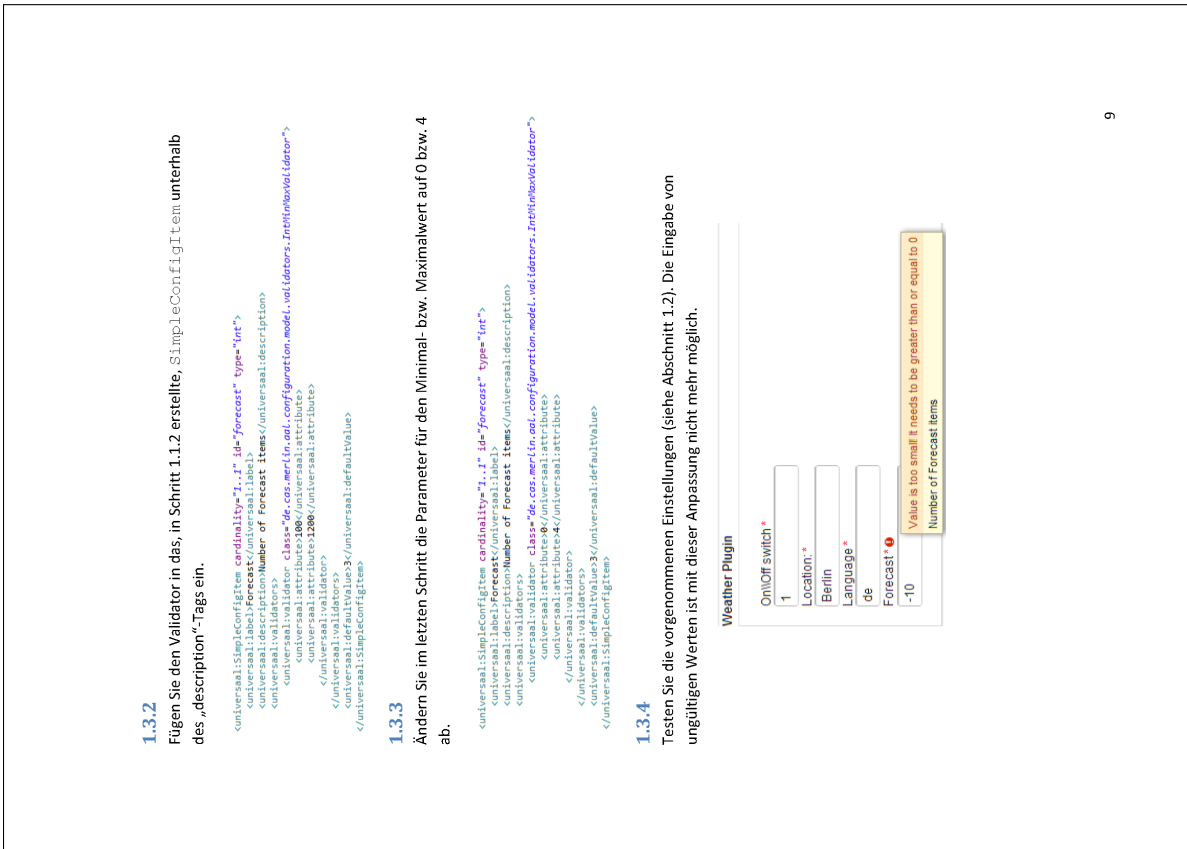 1.3.2
Fügen Sie den Validator in das, in Schritt 1.1.2 erstellte, SimpleConfigItem unterhalb
des „description“-Tags ein.
<universaal:SimpleConfigItem cardinality="1..1" id="forecast" type="int">
<universaal:label>Forecast</universaal:label>
<universaal:description>Number of Forecast items</universaal:description>
<universaal:validators>
<universaal:validator class="de.cas.merlin.aal.configuration.model.validators.IntMinMaxValidator">
<universaal:attribute>100</universaal:attribute>
<universaal:attribute>1200</universaal:attribute>
</universaal:validator>
</universaal:validators>
<universaal:defaultValue>3</universaal:defaultValue>
</universaal:SimpleConfigItem>
1.3.3
Ändern Sie im letzten Schritt die Parameter für den Minimal- bzw. Maximalwert auf 0 bzw. 4
ab.
<universaal:SimpleConfigItem cardinality="1..1" id="forecast" type="int">
<universaal:label>Forecast</universaal:label>
<universaal:description>Number of Forecast items</universaal:description>
<universaal:validators>
<universaal:validator class="de.cas.merlin.aal.configuration.model.validators.IntMinMaxValidator">
<universaal:attribute>0</universaal:attribute>
<universaal:attribute>4</universaal:attribute>
</universaal:validator>
</universaal:validators>
<universaal:defaultValue>3</universaal:defaultValue>
</universaal:SimpleConfigItem>
1.3.4
Testen Sie die vorgenommenen Einstellungen (siehe Abschnitt 1.2). Die Eingabe von
ungültigen Werten ist mit dieser Anpassung nicht mehr möglich.
Weather Plugin
On\\Off switch *
1
Location: *
Berlin
Language *
de
Forecast *
-10
Value is too small! It needs to be greater than or equal to 0
Number of Forecast items
9